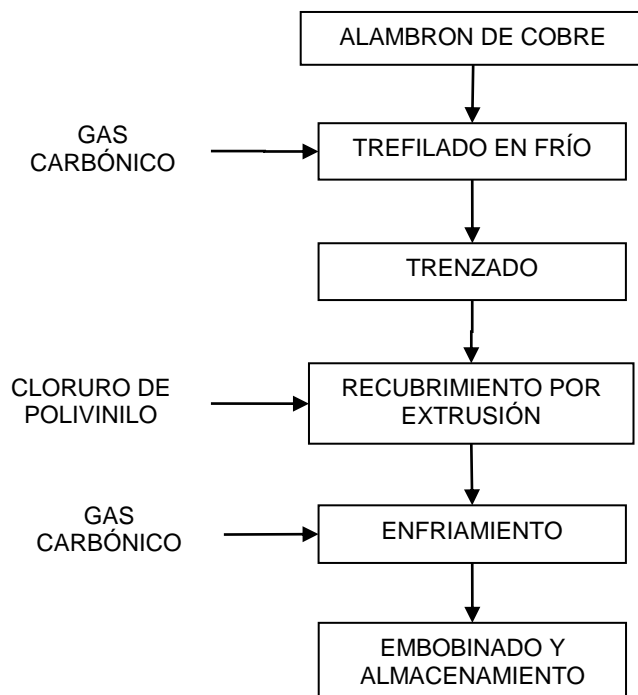 ALAMBRON DE COBRE
GAS
CARBÓNICO
TREFILADO EN FRÍO
TRENZADO
CLORURO DE
POLIVINILO
RECUBRIMIENTO POR
EXTRUSIÓN
GAS
CARBÓNICO
ENFRIAMIENTO
EMBOBINADO Y
ALMACENAMIENTO